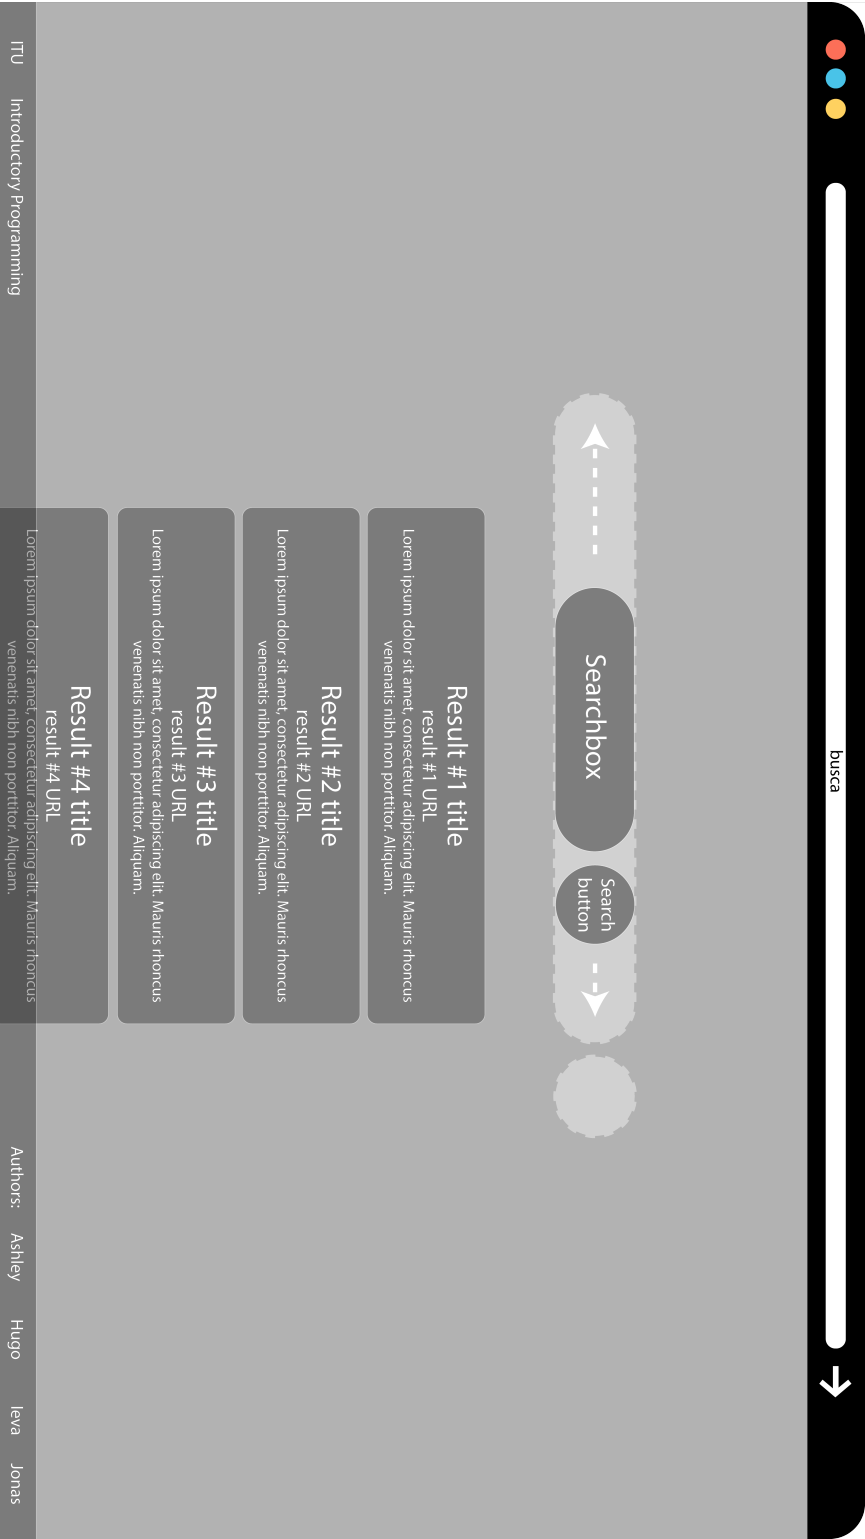 busca
Searchbox
Search
button
Result #1 title
result #1 URL
Lorem ipsum dolor sit amet, consectetur adipiscing elit. Mauris rhoncus
venenatis nibh non porttitor. Aliquam.
Result #2 title
result #2 URL
Lorem ipsum dolor sit amet, consectetur adipiscing elit. Mauris rhoncus
venenatis nibh non porttitor. Aliquam.
Result #3 title
result #3 URL
Lorem ipsum dolor sit amet, consectetur adipiscing elit. Mauris rhoncus
venenatis nibh non porttitor. Aliquam.
Result #4 title
result #4 URL
Lorem ipsum dolor sit amet, consectetur adipiscing elit. Mauris rhoncus
venenatis nibh non porttitor. Aliquam.
ITU Introductory Programming Authors: Ashley Hugo Ieva Jonas